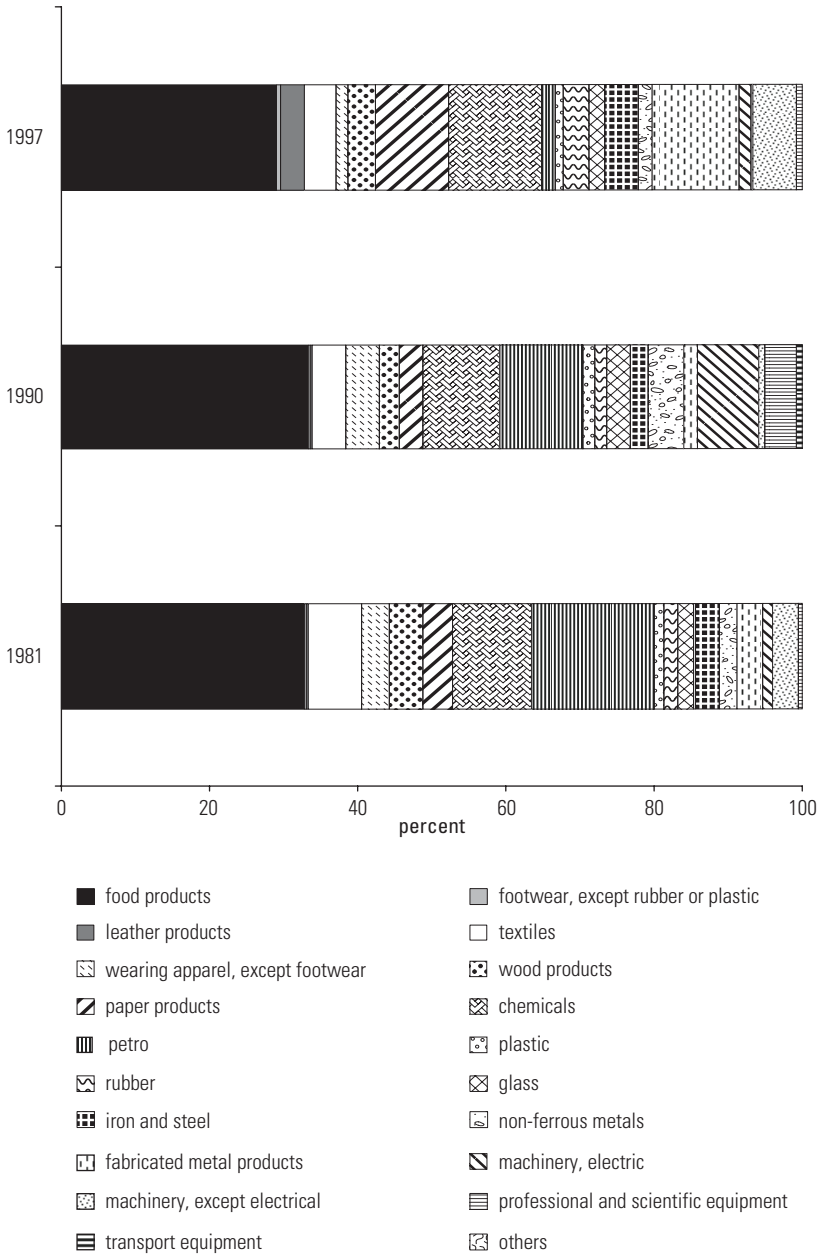 1997
1990
1981
0 20 40 60 80 100
percent
food products footwear, except rubber or plastic
leather products textiles
wearing apparel, except footwear wood products
paper products chemicals
petro plastic
rubber glass
iron and steel non-ferrous metals
fabricated metal products machinery, electric
machinery, except electrical professional and scientific equipment
transport equipment others